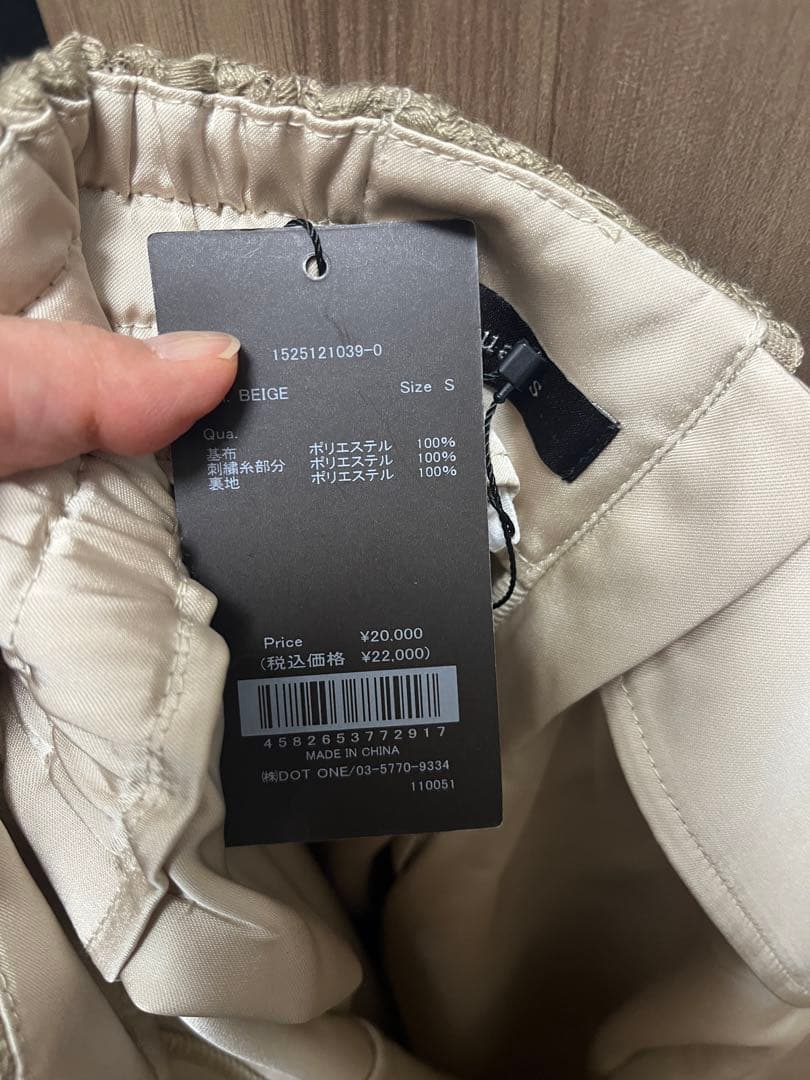 1525121039-0
BEIGE Size S
Qua.
基布 ポリエステル 100%
刺繍糸部分 ポリエステル 100%
裏地 ポリエステル 100%
Price ¥20,000
(税込価格 ¥22,000)
4582653772917
MADE IN CHINA
㈱DOT ONE/03-5770-9334
110051
S